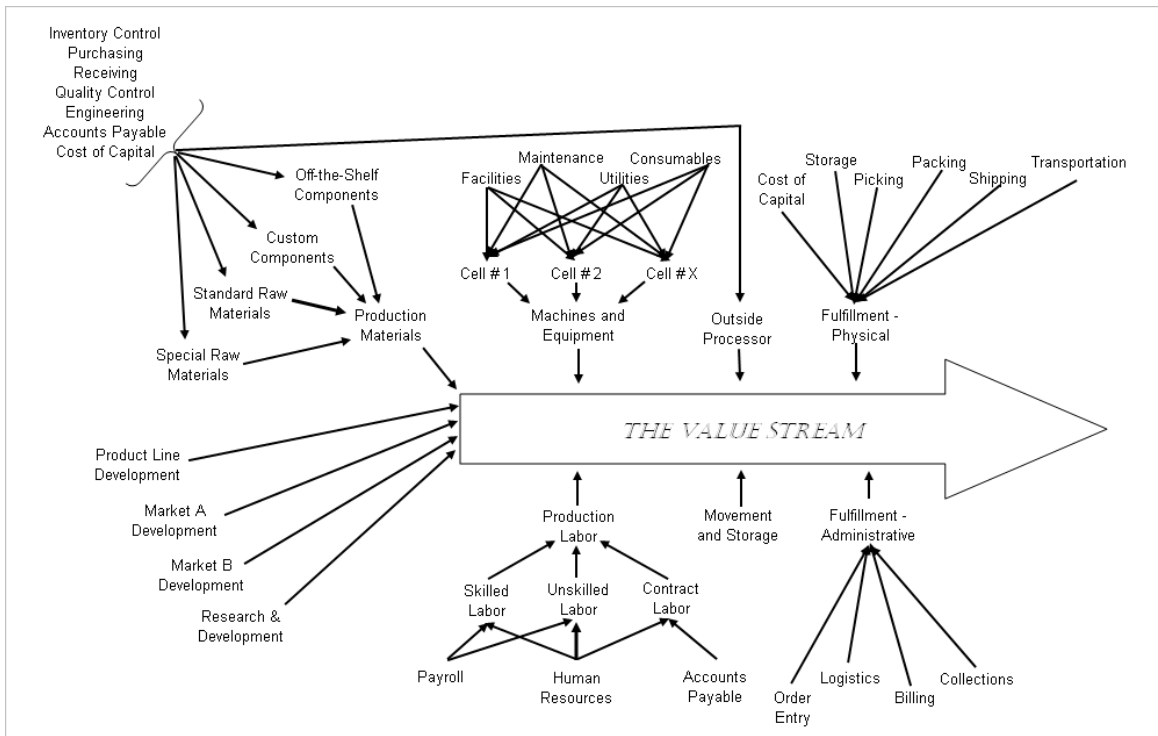 Inventory Control
Purchasing
Receiving
Quality Control
Engineering
Accounts Payable
Cost of Capital
Off-the-Shelf
Components
Custom
Components
Standard Raw
Materials
Special Raw
Materials
Production
Materials
Maintenance
Consumables
Facilities
Utilities
Cell #1
Cell #2
Cell #X
Machines and
Equipment
Outside
Processor
Storage
Packing
Transportation
Cost of
Capital
Picking
Shipping
Fulfillment -
Physical
THE VALUE STREAM
Product Line
Development
Market A
Development
Market B
Development
Research &
Development
Production
Labor
Skilled
Labor
Unskilled
Labor
Contract
Labor
Payroll
Human
Resources
Accounts
Payable
Movement
and Storage
Fulfillment -
Administrative
Order
Entry
Logistics
Billing
Collections